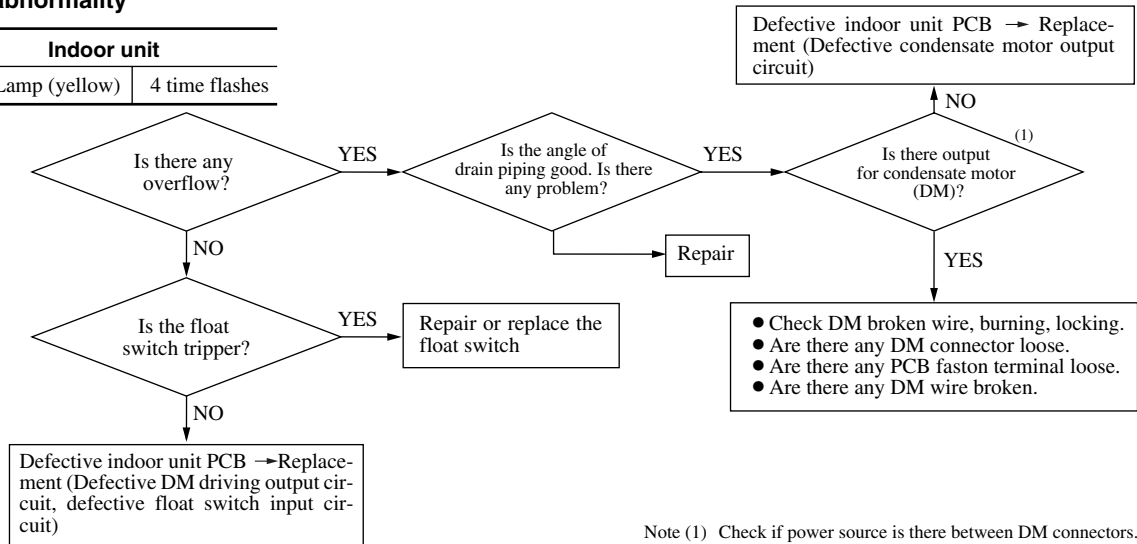 abnormality
Indoor unit
Lamp (yellow) 4 time flashes
Defective indoor unit PCB → Replace-
ment (Defective condensate motor output
circuit)
NO
Is there any
overflow?
YES
Is the angle of
drain piping good. Is there
any problem?
YES
(1)
Is there output
for condensate motor
(DM)?
NO
Repair
YES
Is the float
switch tripper?
YES
Repair or replace the
float switch
● Check DM broken wire, burning, locking.
● Are there any DM connector loose.
● Are there any PCB faston terminal loose.
● Are there any DM wire broken.
NO
Defective indoor unit PCB →Replace-
ment (Defective DM driving output cir-
cuit, defective float switch input cir-
cuit)
Note (1) Check if power source is there between DM connectors.